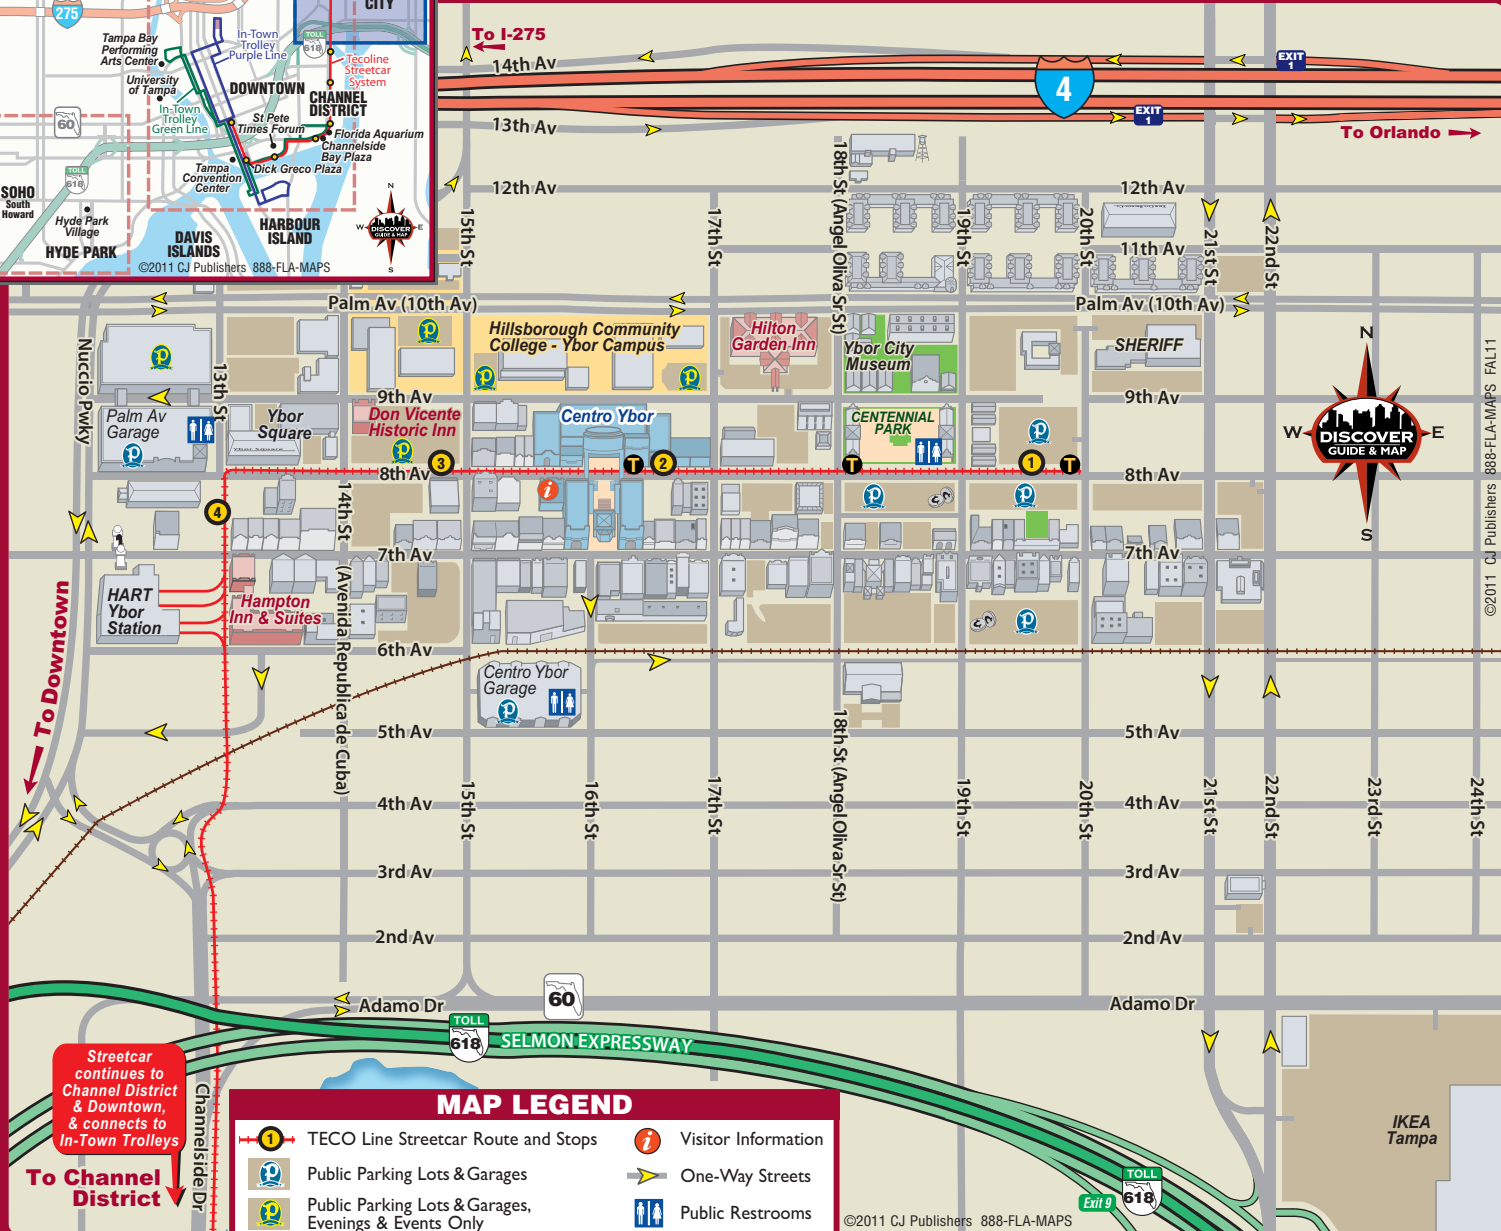 CITY
275
TOLL
618
Tampa Bay
Performing
Arts Center
In-Town
Trolley
Purple Line
Tecoline
Streetcar
System
University
of Tampa
DOWNTOWN
CHANNEL
DISTRICT
In-Town
Trolley
Green Line
St Pete
Times Forum
60
Florida Aquarium
Channelside
Bay Plaza
Dick Greco Plaza
Tampa
Convention
Center
TOLL
618
SOHO
South
Howard
Hyde Park
Village
HYDE PARK
DAVIS
ISLANDS
HARBOUR
ISLAND
N
W
DISCOVER
GUIDE & MAP
E
S
©2011 CJ Publishers 888-FLA-MAPS
To I-275
14th Av
4
EXIT
1
EXIT
1
13th Av
To Orlando
12th Av
12th Av
11th Av
15th St
17th St
18th St (Angel Oliva Sr St)
19th St
20th St
21st St
22nd St
Palm Av (10th Av)
Palm Av (10th Av)
Nuccio Pkwy
13th St
Hillsborough Community
College - Ybor Campus
Hilton
Garden Inn
Ybor City
Museum
SHERIFF
9th Av
9th Av
Palm Av
Garage
Ybor
Square
Ybor Square
Don Vicente
Historic Inn
Centro Ybor
CENTENNIAL
PARK
3
T
2
T
1
T
8th Av
8th Av
4
14th St
(Avenida Republica de Cuba)
i
7th Av
7th Av
HART
Ybor
Station
Hampton
Inn & Suites
6th Av
Centro Ybor
Garage
To Downtown
5th Av
5th Av
18th St (Angel Oliva Sr St)
4th Av
4th Av
15th St
16th St
17th St
19th St
20th St
21st St
22nd St
23rd St
24th St
3rd Av
3rd Av
2nd Av
2nd Av
Adamo Dr
Adamo Dr
60
TOLL
618
SELMON EXPRESSWAY
N
W
DISCOVER
GUIDE & MAP
E
S
©2011 CJ Publishers 888-FLA-MAPS FAL11
Streetcar
continues to
Channel District
& Downtown,
& connects to
In-Town Trolleys
To Channel
District
Channelside Dr
IKEA
Tampa
TOLL
618
Exit 9
MAP LEGEND
1
TECO Line Streetcar Route and Stops
Public Parking Lots & Garages
Public Parking Lots & Garages,
Evenings & Events Only
i
Visitor Information
One-Way Streets
Public Restrooms
©2011 CJ Publishers 888-FLA-MAPS